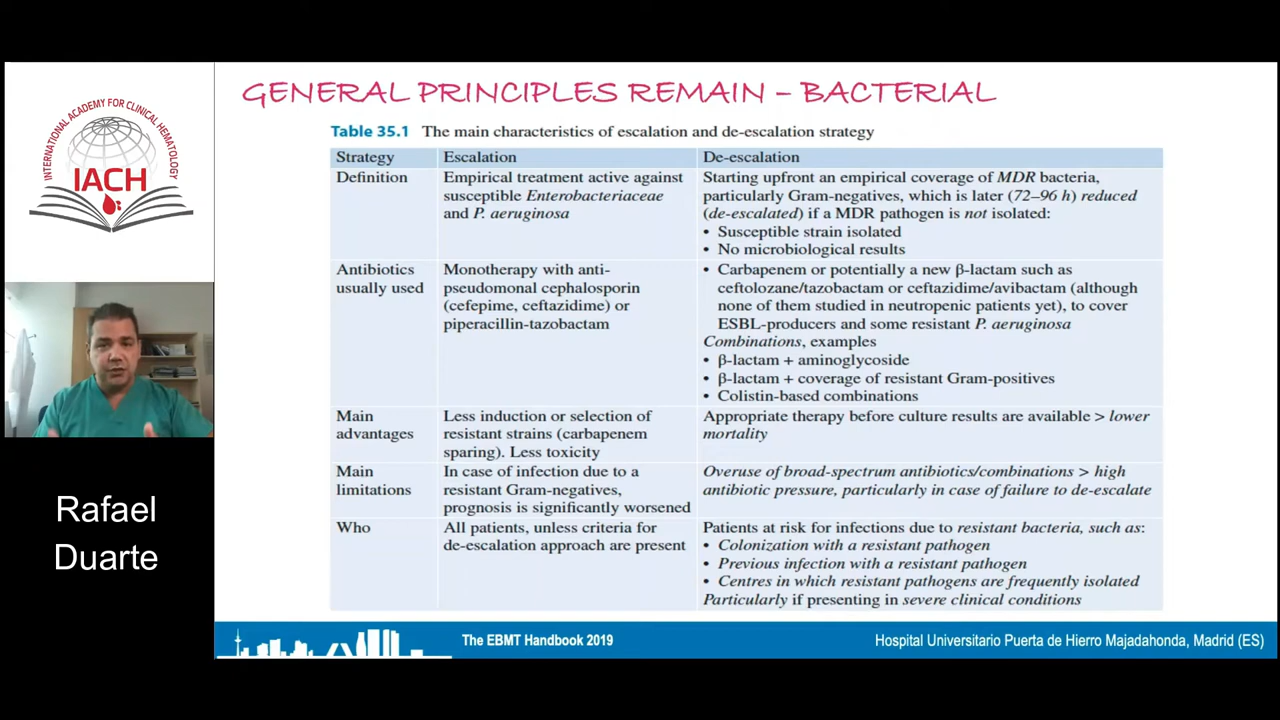 GENERAL PRINCIPLES REMAIN – BACTERIAL
INTERNATIONAL ACADEMY FOR CLINICAL HEMATOLOGY
IACH
Rafael
Duarte
Table 35.1 The main characteristics of escalation and de-escalation strategy
Strategy Escalation De-escalation
Definition Empirical treatment active against Starting upfront an empirical coverage of MDR bacteria,
susceptible Enterobacteriaceae particularly Gram-negatives, which is later (72–96 h) reduced
and P. aeruginosa (de-escalated) if a MDR pathogen is not isolated:
• Susceptible strain isolated
• No microbiological results
Antibiotics Monotherapy with anti- • Carbapenem or potentially a new β-lactam such as
usually used pseudomonal cephalosporin ceftolozane/tazobactam or ceftazidime/avibactam (although
(cefepime, ceftazidime) or none of them studied in neutropenic patients yet), to cover
piperacillin-tazobactam ESBL-producers and some resistant P. aeruginosa
Combinations, examples
• β-lactam + aminoglycoside
• β-lactam + coverage of resistant Gram-positives
• Colistin-based combinations
Main Less induction or selection of Appropriate therapy before culture results are available > lower
advantages resistant strains (carbapenem mortality
sparing). Less toxicity
Main In case of infection due to a Overuse of broad-spectrum antibiotics/combinations > high
limitations resistant Gram-negatives, antibiotic pressure, particularly in case of failure to de-escalate
prognosis is significantly worsened
Who All patients, unless criteria for Patients at risk for infections due to resistant bacteria, such as:
de-escalation approach are present • Colonization with a resistant pathogen
• Previous infection with a resistant pathogen
• Centres in which resistant pathogens are frequently isolated
Particularly if presenting in severe clinical conditions
The EBMT Handbook 2019 Hospital Universitario Puerta de Hierro Majadahonda, Madrid (ES)